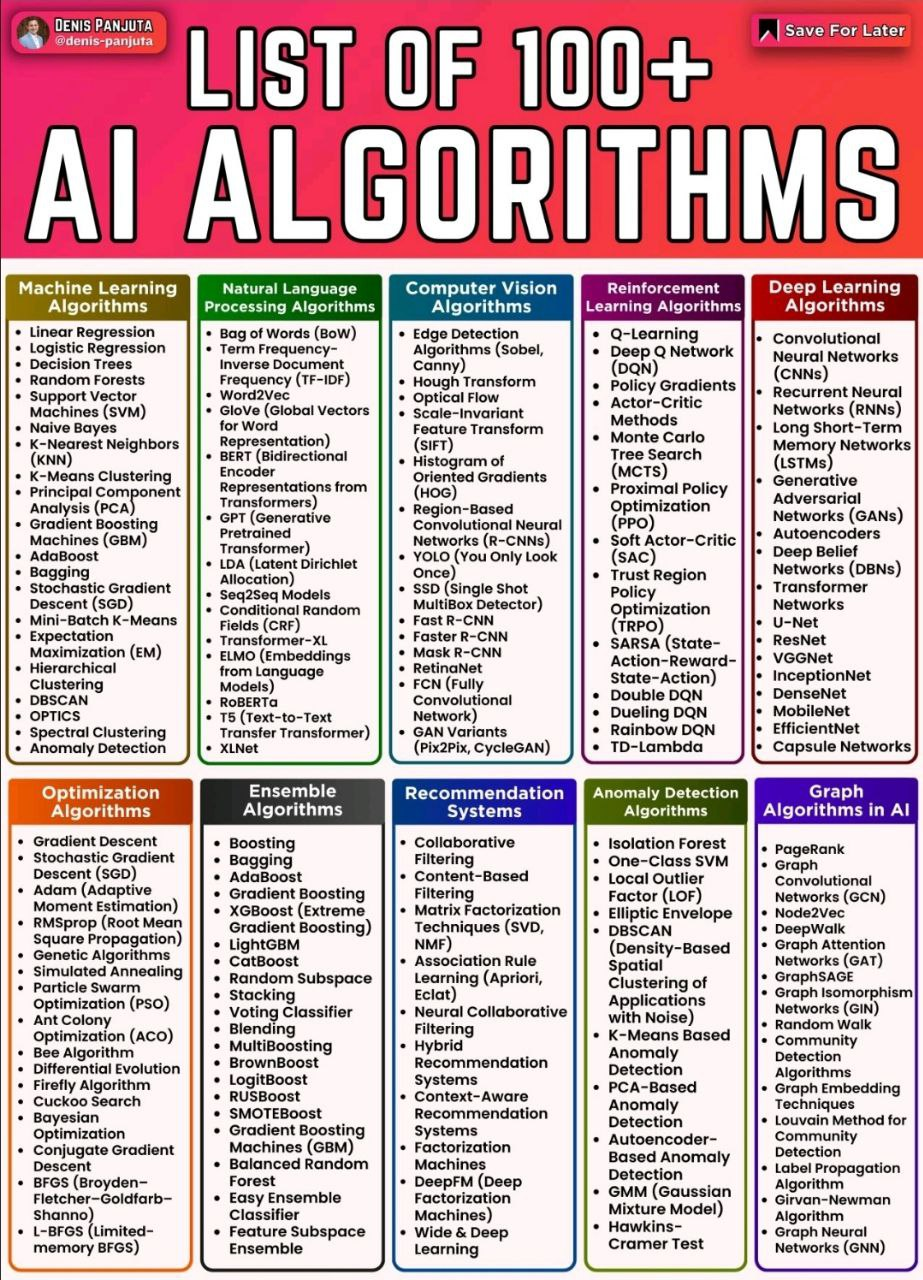 DENIS PANJUTA
@denis-panjuta
Save For Later
LIST OF 100+
AI ALGORITHMS
Machine Learning
Algorithms
• Linear Regression
• Logistic Regression
• Decision Trees
• Random Forests
• Support Vector
Machines (SVM)
• Naive Bayes
• K-Nearest Neighbors
(KNN)
• K-Means Clustering
• Principal Component
Analysis (PCA)
• Gradient Boosting
Machines (GBM)
• AdaBoost
• Bagging
• Stochastic Gradient
Descent (SGD)
• Mini-Batch K-Means
• Expectation
Maximization (EM)
• Hierarchical
Clustering
• DBSCAN
• OPTICS
• Spectral Clustering
• Anomaly Detection
Natural Language
Processing Algorithms
• Bag of Words (BoW)
• Term Frequency-
Inverse Document
Frequency (TF-IDF)
• Word2Vec
• GloVe (Global Vectors
for Word
Representation)
• BERT (Bidirectional
Encoder
Representations from
Transformers)
• GPT (Generative
Pretrained
Transformer)
• LDA (Latent Dirichlet
Allocation)
• Seq2Seq Models
• Conditional Random
Fields (CRF)
• Transformer-XL
• ELMO (Embeddings
from Language
Models)
• RoBERTa
• T5 (Text-to-Text
Transfer Transformer)
• XLNet
Computer Vision
Algorithms
• Edge Detection
Algorithms (Sobel,
Canny)
• Hough Transform
• Optical Flow
• Scale-Invariant
Feature Transform
(SIFT)
• Histogram of
Oriented Gradients
(HOG)
• Region-Based
Convolutional Neural
Networks (R-CNNs)
• YOLO (You Only Look
Once)
• SSD (Single Shot
MultiBox Detector)
• Fast R-CNN
• Faster R-CNN
• Mask R-CNN
• RetinaNet
• FCN (Fully
Convolutional
Network)
• GAN Variants
(Pix2Pix, CycleGAN)
Reinforcement
Learning Algorithms
• Q-Learning
• Deep Q Network
(DQN)
• Policy Gradients
• Actor-Critic
Methods
• Monte Carlo
Tree Search
(MCTS)
• Proximal Policy
Optimization
(PPO)
• Soft Actor-Critic
(SAC)
• Trust Region
Policy
Optimization
(TRPO)
• SARSA (State-
Action-Reward-
State-Action)
• Double DQN
• Dueling DQN
• Rainbow DQN
• TD-Lambda
Deep Learning
Algorithms
• Convolutional
Neural Networks
(CNNs)
• Recurrent Neural
Networks (RNNs)
• Long Short-Term
Memory Networks
(LSTMs)
• Generative
Adversarial
Networks (GANs)
• Autoencoders
• Deep Belief
Networks (DBNs)
• Transformer
Networks
• U-Net
• ResNet
• VGGNet
• InceptionNet
• DenseNet
• MobileNet
• EfficientNet
• Capsule Networks
Optimization
Algorithms
• Gradient Descent
• Stochastic Gradient
Descent (SGD)
• Adam (Adaptive
Moment Estimation)
• RMSprop (Root Mean
Square Propagation)
• Genetic Algorithms
• Simulated Annealing
• Particle Swarm
Optimization (PSO)
• Ant Colony
Optimization (ACO)
• Bee Algorithm
• Differential Evolution
• Firefly Algorithm
• Cuckoo Search
• Bayesian
Optimization
• Conjugate Gradient
Descent
• BFGS (Broyden–
Fletcher–Goldfarb–
Shanno)
• L-BFGS (Limited-
memory BFGS)
Ensemble
Algorithms
• Boosting
• Bagging
• AdaBoost
• Gradient Boosting
• XGBoost (Extreme
Gradient Boosting)
• LightGBM
• CatBoost
• Random Subspace
• Stacking
• Voting Classifier
• Blending
• MultiBoosting
• BrownBoost
• LogitBoost
• RUSBoost
• SMOTEBoost
• Gradient Boosting
Machines (GBM)
• Balanced Random
Forest
• Easy Ensemble
Classifier
• Feature Subspace
Ensemble
Recommendation
Systems
• Collaborative
Filtering
• Content-Based
Filtering
• Matrix Factorization
Techniques (SVD,
NMF)
• Association Rule
Learning (Apriori,
Eclat)
• Neural Collaborative
Filtering
• Hybrid
Recommendation
Systems
• Context-Aware
Recommendation
Systems
• Factorization
Machines
• DeepFM (Deep
Factorization
Machines)
• Wide & Deep
Learning
Anomaly Detection
Algorithms
• Isolation Forest
• One-Class SVM
• Local Outlier
Factor (LOF)
• Elliptic Envelope
• DBSCAN
(Density-Based
Spatial
Clustering of
Applications
with Noise)
• K-Means Based
Anomaly
Detection
• PCA-Based
Anomaly
Detection
• Autoencoder-
Based Anomaly
Detection
• GMM (Gaussian
Mixture Model)
• Hawkins-
Cramer Test
Graph
Algorithms in AI
• PageRank
• Graph
Convolutional
Networks (GCN)
• Node2Vec
• DeepWalk
• Graph Attention
Networks (GAT)
• GraphSAGE
• Graph Isomorphism
Networks (GIN)
• Random Walk
• Community
Detection
Algorithms
• Graph Embedding
Techniques
• Louvain Method for
Community
Detection
• Label Propagation
Algorithm
• Girvan-Newman
Algorithm
• Graph Neural
Networks (GNN)